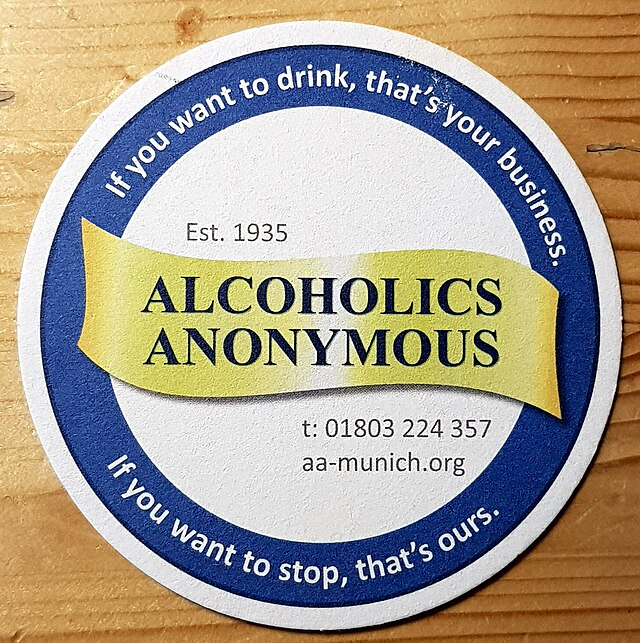 If you want to drink, that's your business.
Est. 1935
ALCOHOLICS
ANONYMOUS
t: 01803 224 357
aa-munich.org
If you want to stop, that's ours.